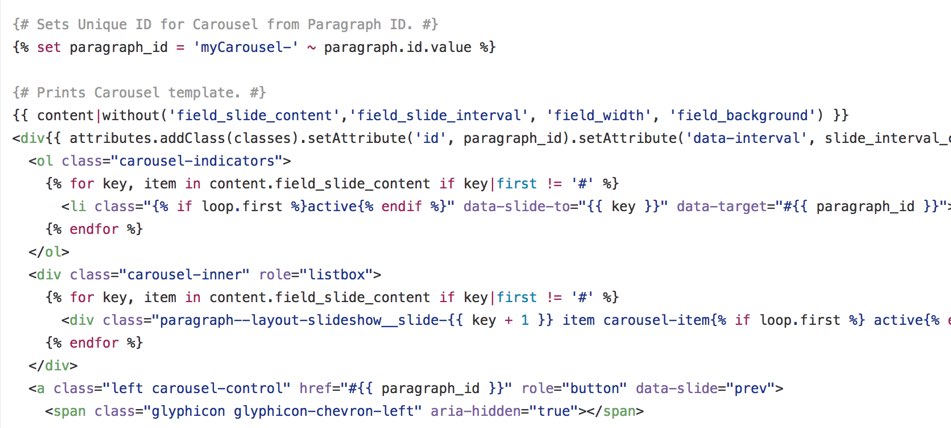 {# Sets Unique ID for Carousel from Paragraph ID. #}
{% set paragraph_id = 'myCarousel-' ~ paragraph.id.value %}
{# Prints Carousel template. #}
{{ content|without('field_slide_content','field_slide_interval', 'field_width', 'field_background') }}
<div{{ attributes.addClass(classes).setAttribute('id', paragraph_id).setAttribute('data-interval', slide_interval_
<ol class="carousel-indicators">
{% for key, item in content.field_slide_content if key|first != '#' %}
<li class="{% if loop.first %}active{% endif %}" data-slide-to="{{ key }}" data-target="#{{ paragraph_id }}">
{% endfor %}
</ol>
<div class="carousel-inner" role="listbox">
{% for key, item in content.field_slide_content if key|first != '#' %}
<div class="paragraph--layout-slideshow__slide-{{ key + 1 }} item carousel-item{% if loop.first %} active{%
{% endfor %}
</div>
<a class="left carousel-control" href="#{{ paragraph_id }}" role="button" data-slide="prev">
<span class="glyphicon glyphicon-chevron-left" aria-hidden="true"></span>